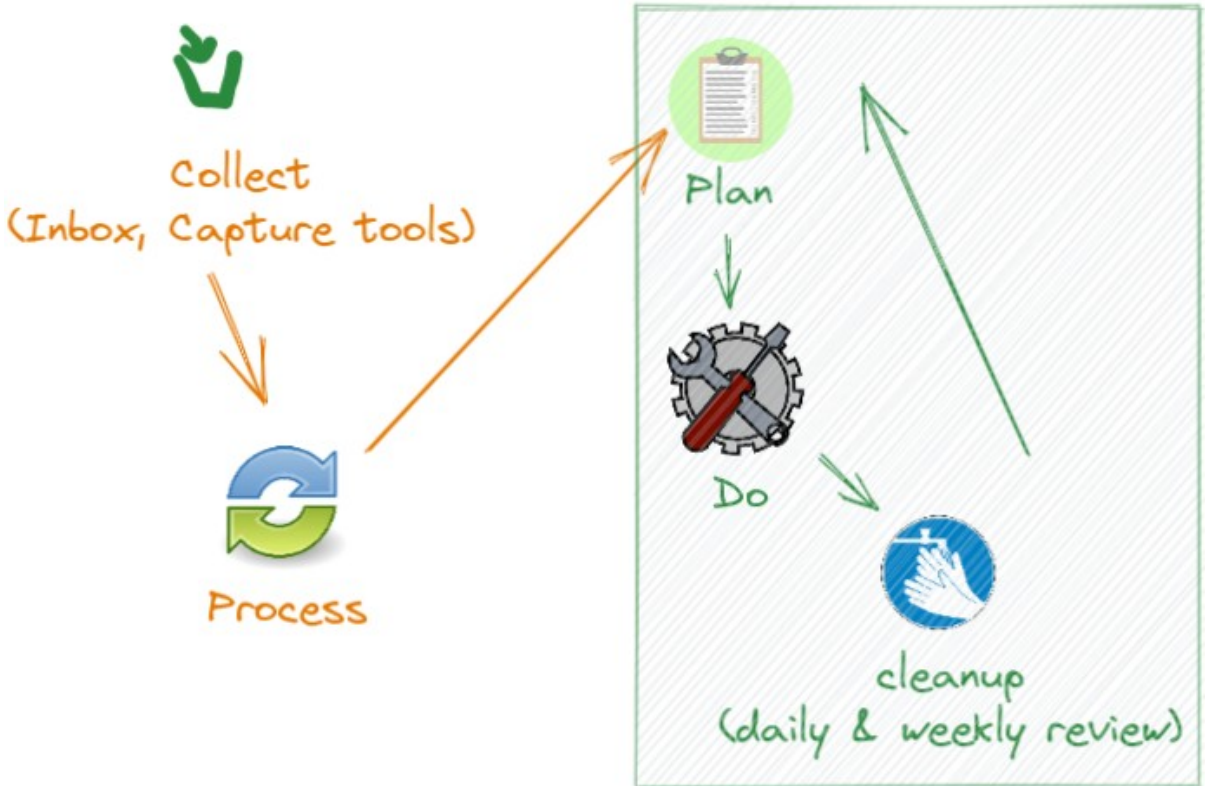 Collect
(Inbox, Capture tools)
Process
Plan
Do
cleanup
(daily & weekly review)